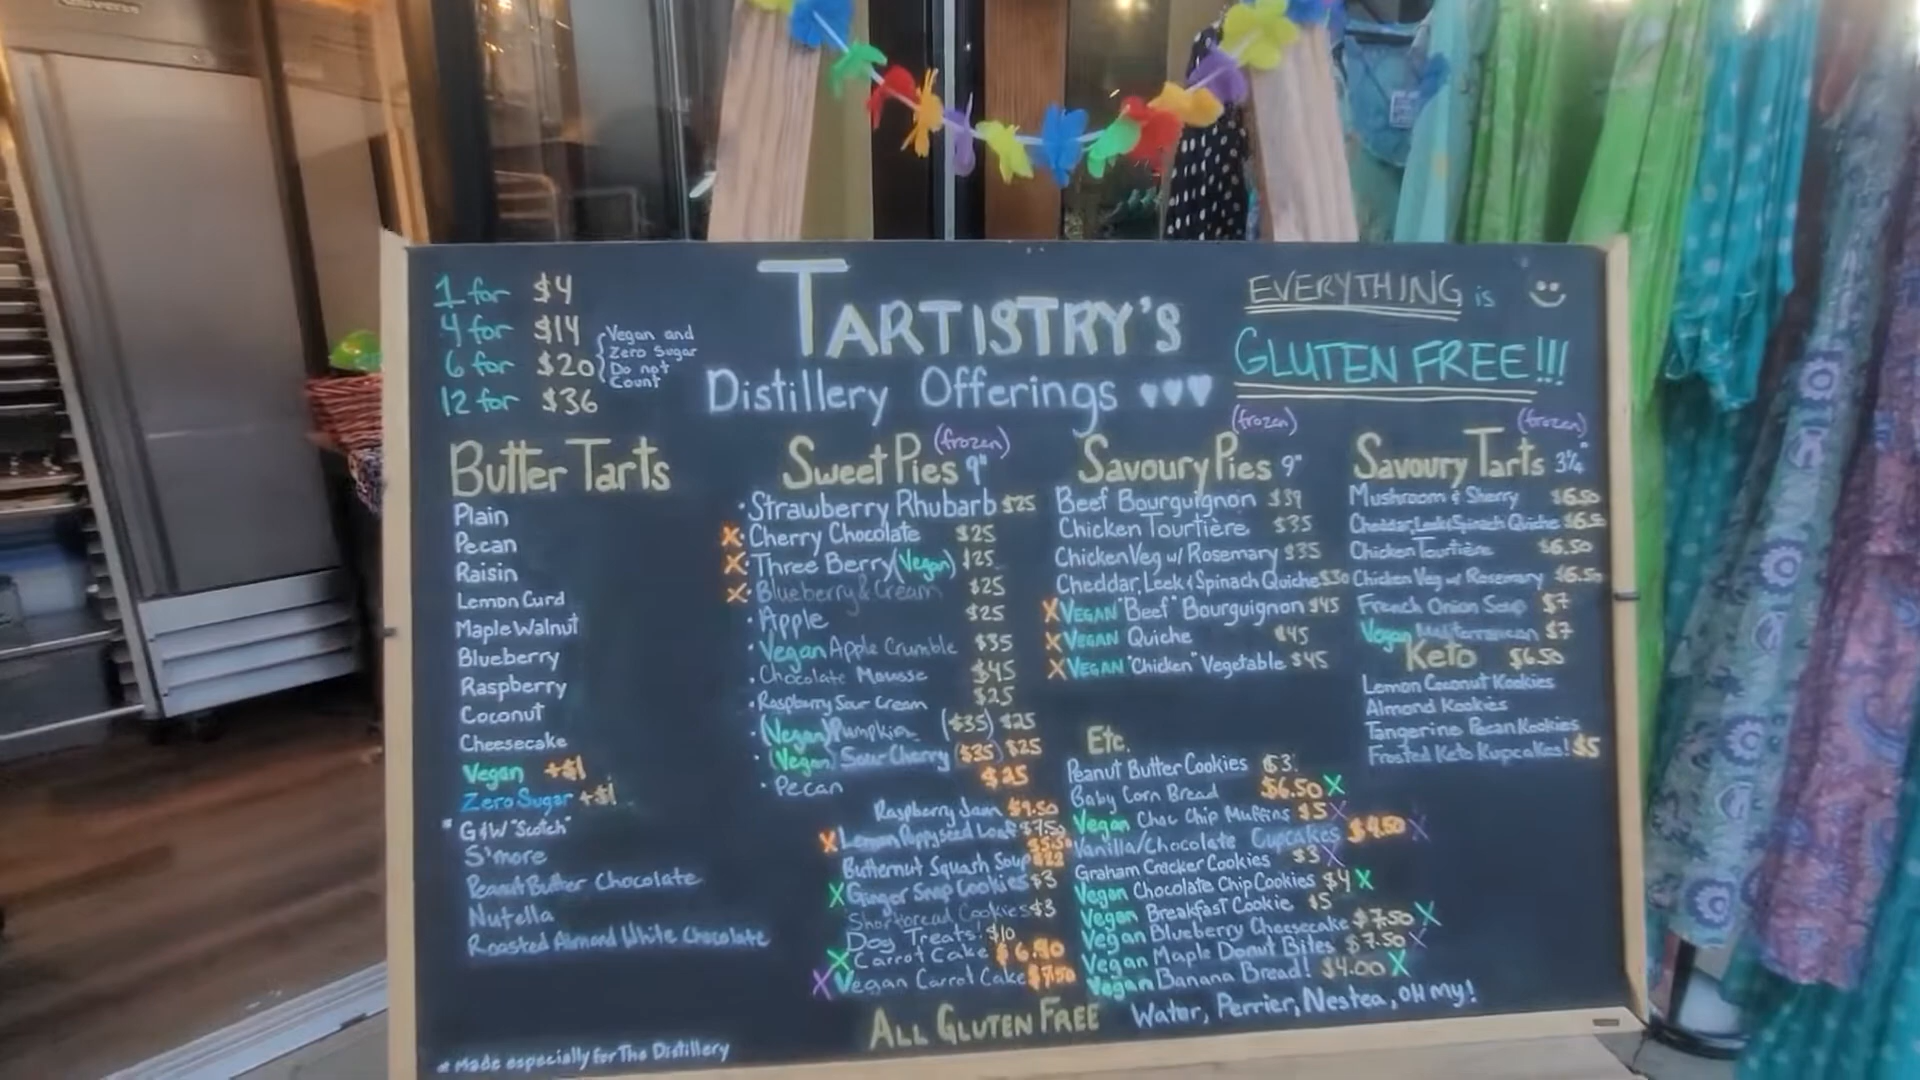 1 for $4
4 for $14
6 for $20
12 for $36
Vegan and
Zero Sugar
Do not
Count
TARTISTRY'S
Distillery Offerings ♥♥♥
EVERYTHING is
GLUTEN FREE!!!
Butter Tarts
Plain
Pecan
Raisin
Lemon Curd
Maple Walnut
Blueberry
Raspberry
Coconut
Cheesecake
Vegan +$1
Zero Sugar +$1
* G&W "Scotch"
S'more
Peanut Butter Chocolate
Nutella
Roasted Almond White Chocolate
* Made especially for The Distillery
(frozen)
Sweet Pies 9"
• Strawberry Rhubarb $25
X • Cherry Chocolate $25
X • Three Berry (Vegan) $25
X • Blueberry & Cream $25
• Apple $25
• Vegan Apple Crumble $35
• Chocolate Mousse $45
• Raspberry Sour Cream $25
• (Vegan) Pumpkin ($35) $25
• (Vegan) Sour Cherry ($35) $25
• Pecan $25
Raspberry Jam $9.50
X Lemon Poppyseed Loaf $7.50
Butternut Squash Soup $22
X Ginger Snap Cookies $3
Shortbread Cookies $3
Dog Treats! $10
X Carrot Cake
X Vegan Carrot Cake $7.50
ALL GLUTEN FREE
(frozen)
Savoury Pies 9"
Beef Bourguignon $39
Chicken Tourtière $35
Chicken Veg w/ Rosemary $35
Cheddar, Leek & Spinach Quiche $30
X VEGAN "Beef" Bourguignon $45
X VEGAN Quiche $45
X VEGAN "Chicken" Vegetable $45
Etc.
Peanut Butter Cookies $3
Baby Corn Bread $6.50 X
Vegan Choc Chip Muffins $5 X
Vanilla/Chocolate Cupcakes $4.50 X
Graham Cracker Cookies $3 X
Vegan Chocolate Chip Cookies $4 X
Vegan Breakfast Cookie $5
Vegan Blueberry Cheesecake $7.50 X
Vegan Maple Donut Bites $7.50 X
Vegan Banana Bread! $4.00 X
Water, Perrier, Nestea, OH My!
(frozen)
Savoury Tarts 3¼"
Mushroom & Sherry $6.50
Cheddar, Leek & Spinach Quiche $6.50
Chicken Tourtière $6.50
Chicken Veg w/ Rosemary $6.50
French Onion Soup $7
Vegan Mediterranean $7
Keto $6.50
Lemon Coconut Kookies
Almond Kookies
Tangerine Pecan Kookies
Frosted Keto Kupcakes! $5